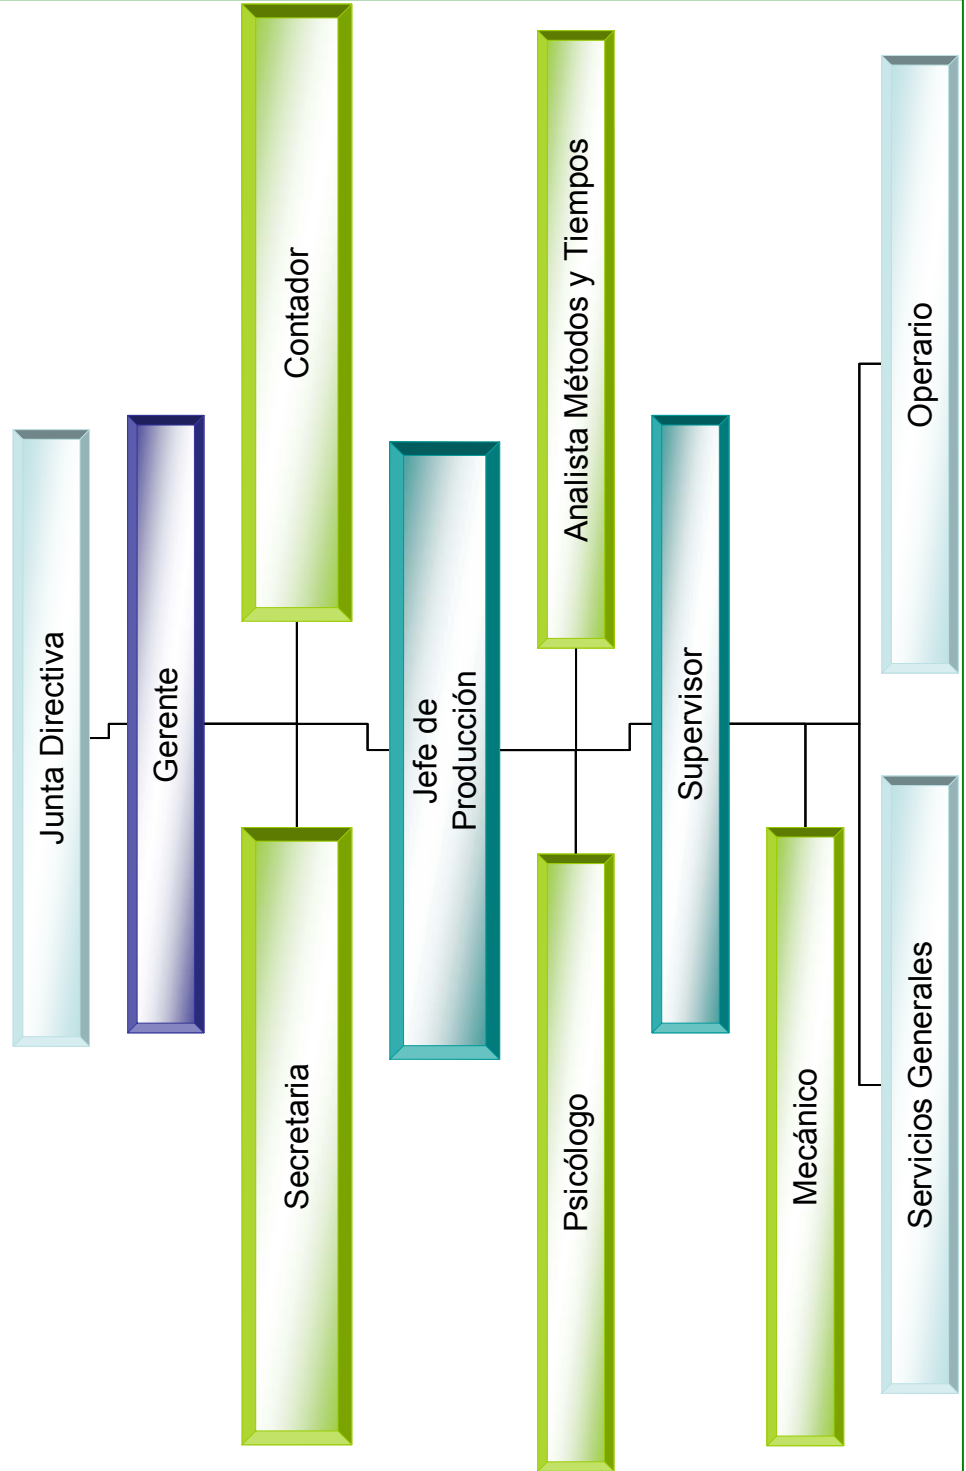 Junta Directiva
Gerente
Secretaria
Contador
Jefe de
Producción
Psicólogo
Analista Métodos y Tiempos
Supervisor
Mecánico
Servicios Generales
Operario